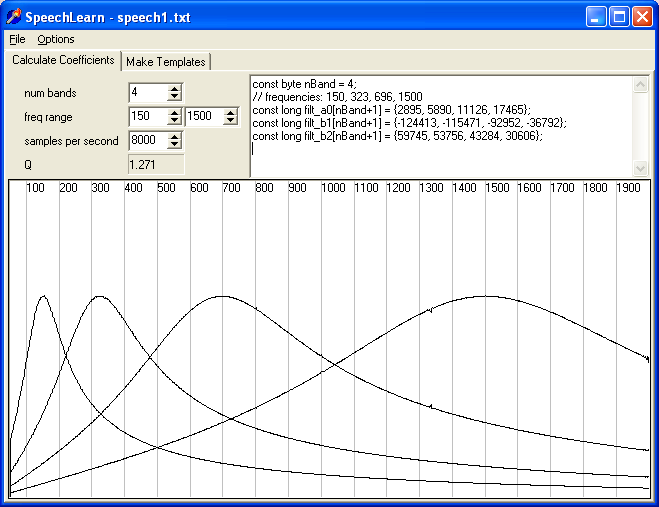 SpeechLearn - speech1.txt
File Options
Calculate Coefficients Make Templates
num bands 4
freq range 150 1500
samples per second 8000
Q 1.271
const byte nBand = 4;
// frequencies: 150, 323, 696, 1500
const long filt_a0[nBand+1] = {2895, 5890, 11126, 17465};
const long filt_b1[nBand+1] = {-124413, -115471, -92952, -36792};
const long filt_b2[nBand+1] = {59745, 53756, 43284, 30606};
100 200 300 400 500 600 700 800 900 1000 1100 1200 1300 1400 1500 1600 1700 1800 1900